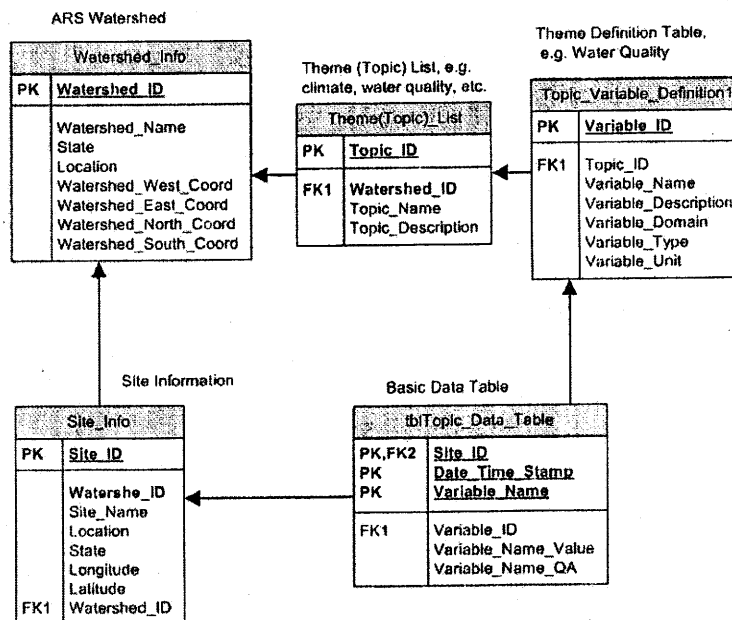 ARS Watershed
Watershed_Info
PK Watershed_ID
Watershed_Name
State
Location
Watershed_West_Coord
Watershed_East_Coord
Watershed_North_Coord
Watershed_South_Coord
Theme (Topic) List, e.g.
climate, water quality, etc.
Theme(Topic)_List
PK Topic_ID
FK1 Watershed_ID
Topic_Name
Topic_Description
Theme Definition Table,
e.g. Water Quality
Topic_Variable_Definition1
PK Variable_ID
FK1 Topic_ID
Variable_Name
Variable_Description
Variable_Domain
Variable_Type
Variable_Unit
Site Information
Site_Info
PK Site_ID
Watershe_ID
Site_Name
Location
State
Longitude
Latitude
FK1 Watershed_ID
Basic Data Table
tblTopic_Data_Table
PK,FK2 Site_ID
PK Date_Time_Stamp
PK Variable_Name
FK1 Variable_ID
Variable_Name_Value
Variable_Name_QA